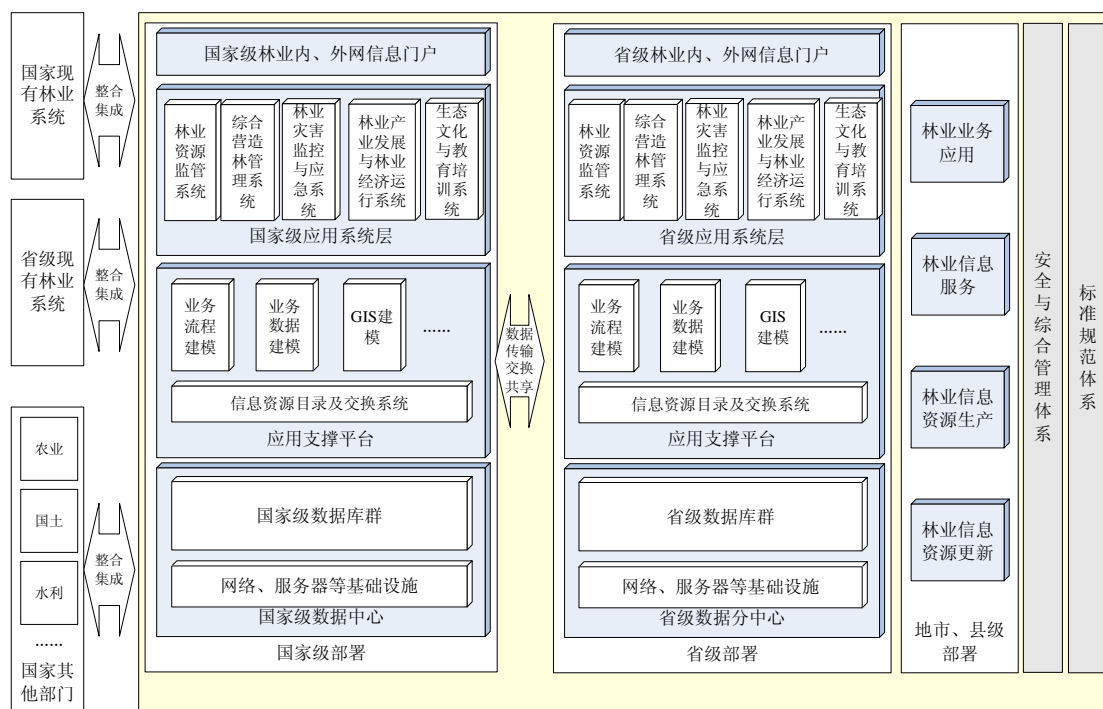 国家现
有林业
系统
整合
集成
省级现
有林业
系统
整合
集成
农业
国土
水利
……
国家其
他部门
整合
集成
国家级林业内、外网信息门户
林业
资源
监管
系统
综合
营造
林管
理系
统
林业
灾害
监控
与应
急系
统
林业产
业发展
与林业
经济运
行系统
生态
文化
与教
育培
训系
统
国家级应用系统层
业务
流程
建模
业务
数据
建模
GIS建
模
……
信息资源目录及交换系统
应用支撑平台
国家级数据库群
网络、服务器等基础设施
国家级数据中心
国家级部署
数据
传输
交换
共享
省级林业内、外网信息门户
林业
资源
监管
系统
综合
营造
林管
理系
统
林业
灾害
监控
与应
急系
统
林业产
业发展
与林业
经济运
行系统
生态
文化
与教
育培
训系
统
省级应用系统层
业务
流程
建模
业务
数据
建模
GIS
建模
……
信息资源目录及交换系统
应用支撑平台
省级数据库群
网络、服务器等基础设施
省级数据分中心
省级部署
林业业务
应用
林业信息
服务
林业信息
资源生产
林业信息
资源更新
地市、县级
部署
安全与综合管理体系
标准规范体系